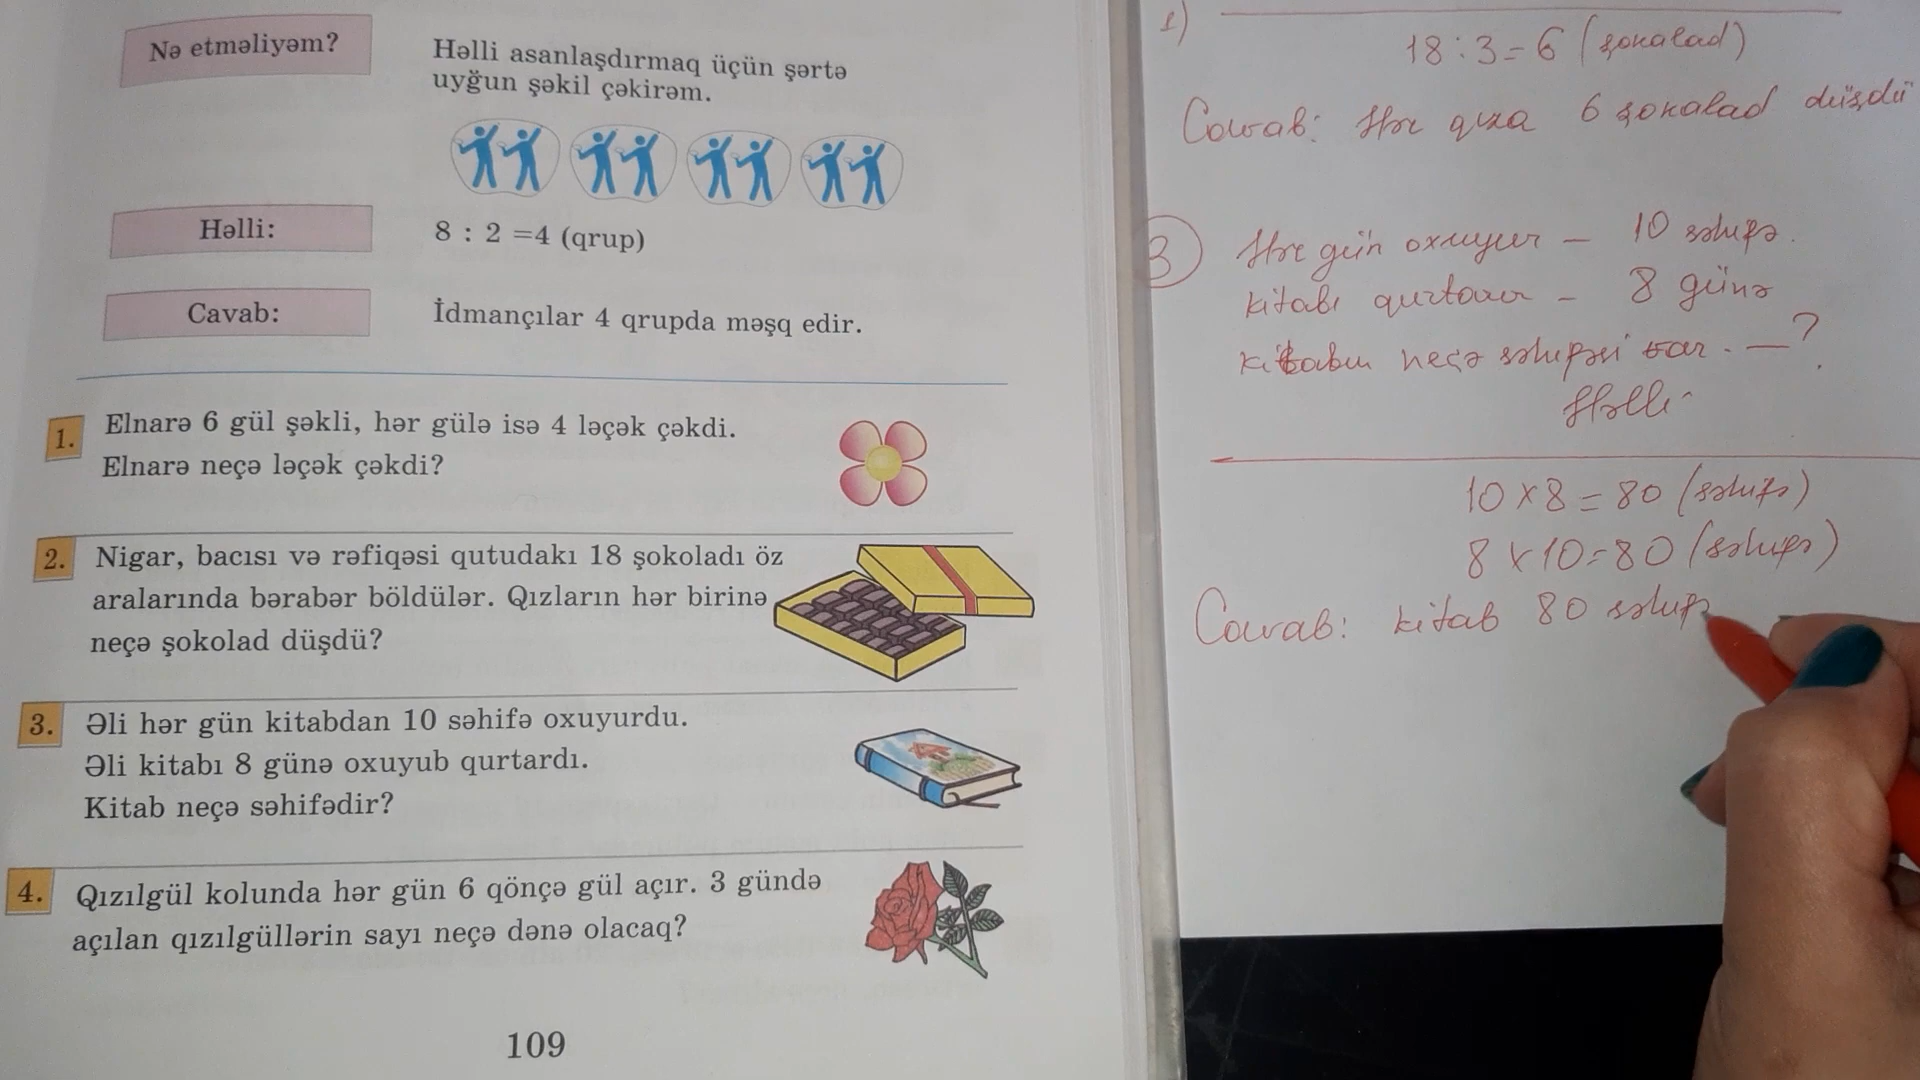 Nə etməliyəm?
Həlli asanlaşdırmaq üçün şərtə
uyğun şəkil çəkirəm.
Həlli:
8 : 2 =4 (qrup)
Cavab:
İdmançılar 4 qrupda məşq edir.
1.
Elnarə 6 gül şəkli, hər gülə isə 4 ləçək çəkdi.
Elnarə neçə ləçək çəkdi?
2.
Nigar, bacısı və rəfiqəsi qutudakı 18 şokoladı öz
aralarında bərabər böldülər. Qızların hər birinə
neçə şokolad düşdü?
3.
Əli hər gün kitabdan 10 səhifə oxuyurdu.
Əli kitabı 8 günə oxuyub qurtardı.
Kitab neçə səhifədir?
4.
Qızılgül kolunda hər gün 6 qönçə gül açır. 3 gündə
açılan qızılgüllərin sayı neçə dənə olacaq?
109
18 : 3 = 6 (şokalad)
Cavab: Hər qıza 6 şokalad düşdü
3
Hər gün oxuyur – 10 səhifə.
kitabı qurtarır – 8 günə
kitabın neçə səhifəsi var. — ?
Həlli
10 x 8 = 80 (səhifə)
8 x 10 = 80 (səhifə)
Cavab: kitab 80 səhif